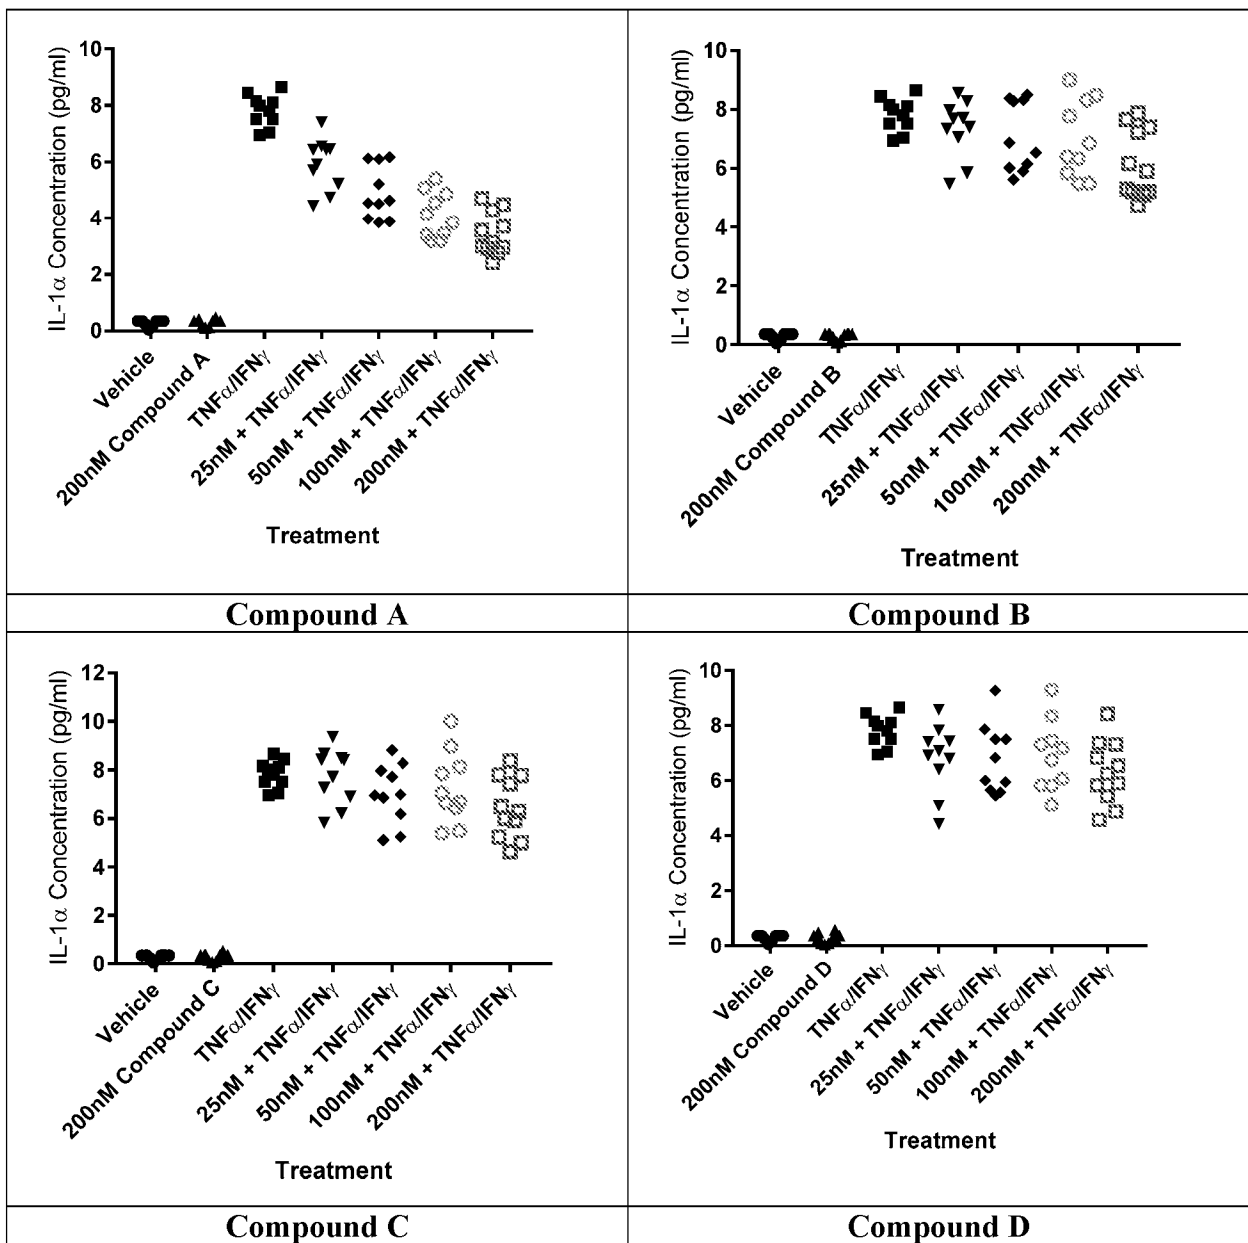 IL-1α Concentration (pg/ml)
10
8
6
4
2
0
Vehicle
200nM Compound A
TNFα/IFNγ
25nM + TNFα/IFNγ
50nM + TNFα/IFNγ
100nM + TNFα/IFNγ
200nM + TNFα/IFNγ
Treatment
Compound A
IL-1α Concentration (pg/ml)
10
8
6
4
2
0
Vehicle
200nM Compound B
TNFα/IFNγ
25nM + TNFα/IFNγ
50nM + TNFα/IFNγ
100nM + TNFα/IFNγ
200nM + TNFα/IFNγ
Treatment
Compound B
IL-1α Concentration (pg/ml)
12
10
8
6
4
2
0
Vehicle
200nM Compound C
TNFα/IFNγ
25nM + TNFα/IFNγ
50nM + TNFα/IFNγ
100nM + TNFα/IFNγ
200nM + TNFα/IFNγ
Treatment
Compound C
IL-1α Concentration (pg/ml)
10
8
6
4
2
0
Vehicle
200nM Compound D
TNFα/IFNγ
25nM + TNFα/IFNγ
50nM + TNFα/IFNγ
100nM + TNFα/IFNγ
200nM + TNFα/IFNγ
Treatment
Compound D